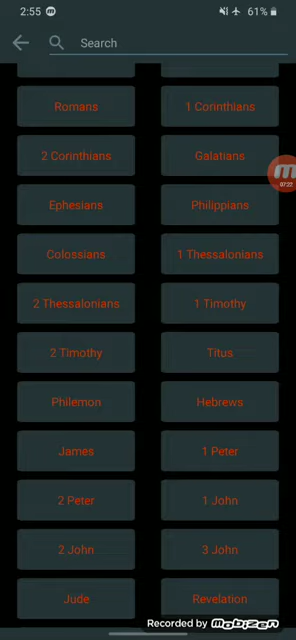 2:55 61%
Search
Romans 1 Corinthians
2 Corinthians Galatians
07:22
Ephesians Philippians
Colossians 1 Thessalonians
2 Thessalonians 1 Timothy
2 Timothy Titus
Philemon Hebrews
James 1 Peter
2 Peter 1 John
2 John 3 John
Jude Revelation
Recorded by Mobizen